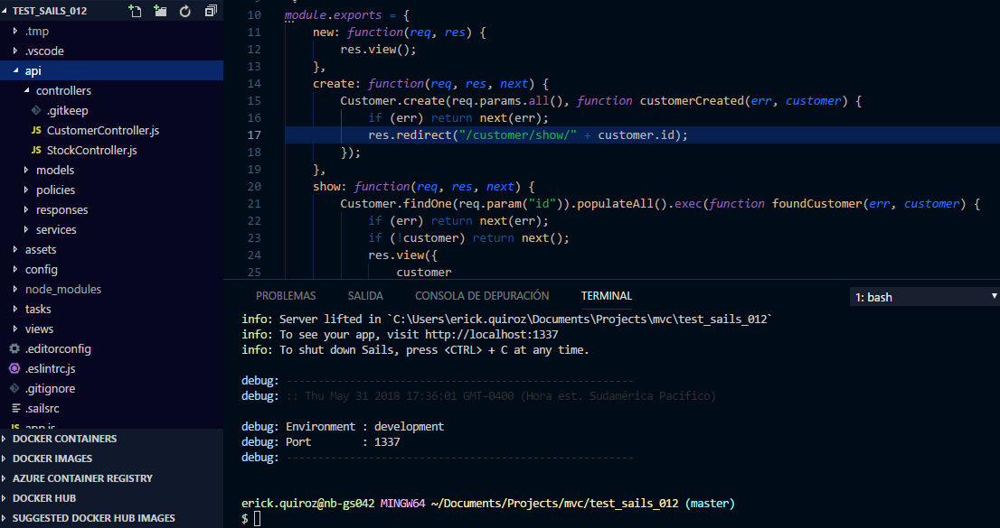 TEST_SAILS_012
.tmp
.vscode
api
controllers
.gitkeep
JS CustomerController.js
JS StockController.js
models
policies
responses
services
assets
config
node_modules
tasks
views
.editorconfig
.eslintrc.js
.gitignore
.sailsrc
JS app.js
DOCKER CONTAINERS
DOCKER IMAGES
AZURE CONTAINER REGISTRY
DOCKER HUB
SUGGESTED DOCKER HUB IMAGES
10 module.exports = {
11 new: function(req, res) {
12 res.view();
13 },
14 create: function(req, res, next) {
15 Customer.create(req.params.all(), function customerCreated(err, customer) {
16 if (err) return next(err);
17 res.redirect("/customer/show/" + customer.id);
18 });
19 },
20 show: function(req, res, next) {
21 Customer.findOne(req.param("id")).populateAll().exec(function foundCustomer(err, customer) {
22 if (err) return next(err);
23 if (!customer) return next();
24 res.view({
25 customer
PROBLEMAS SALIDA CONSOLA DE DEPURACIÓN TERMINAL 1: bash
info: Server lifted in `C:\Users\erick.quiroz\Documents\Projects\mvc\test_sails_012`
info: To see your app, visit http://localhost:1337
info: To shut down Sails, press <CTRL> + C at any time.
debug: -------------------------------------------------------
debug: :: Thu May 31 2018 17:36:01 GMT-0400 (Hora est. Sudamérica Pacífico)
debug: Environment : development
debug: Port : 1337
debug: -------------------------------------------------------
erick.quiroz@nb-gs042 MINGW64 ~/Documents/Projects/mvc/test_sails_012 (master)
$